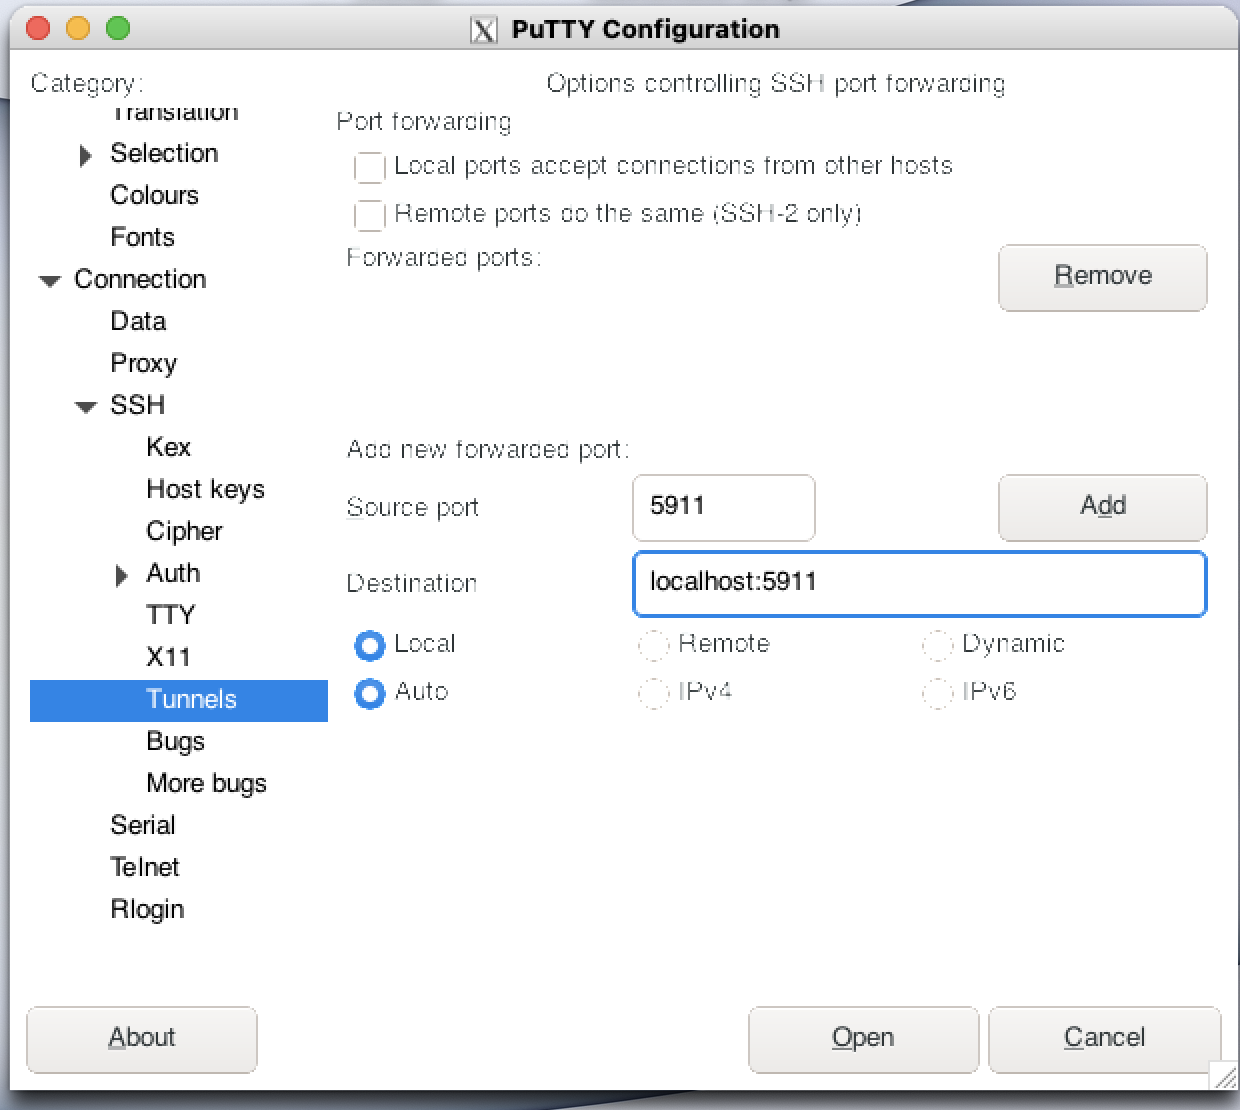 PuTTY Configuration
Category:
Options controlling SSH port forwarding
Translation
Selection
Colours
Fonts
Connection
Data
Proxy
SSH
Kex
Host keys
Cipher
Auth
TTY
X11
Tunnels
Bugs
More bugs
Serial
Telnet
Rlogin
Port forwarding
Local ports accept connections from other hosts
Remote ports do the same (SSH-2 only)
Forwarded ports:
Remove
Add new forwarded port:
Source port
5911
Add
Destination
localhost:5911
Local Remote Dynamic
Auto IPv4 IPv6
About
Open
Cancel